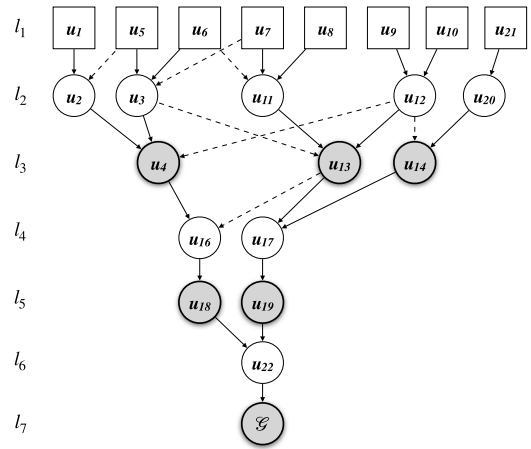 l1 u1 u5 u6 u7 u8 u9 u10 u21
l2 u2 u3 u11 u12 u20
l3 u4 u13 u14
l4 u16 u17
l5 u18 u19
l6 u22
l7 𝒢